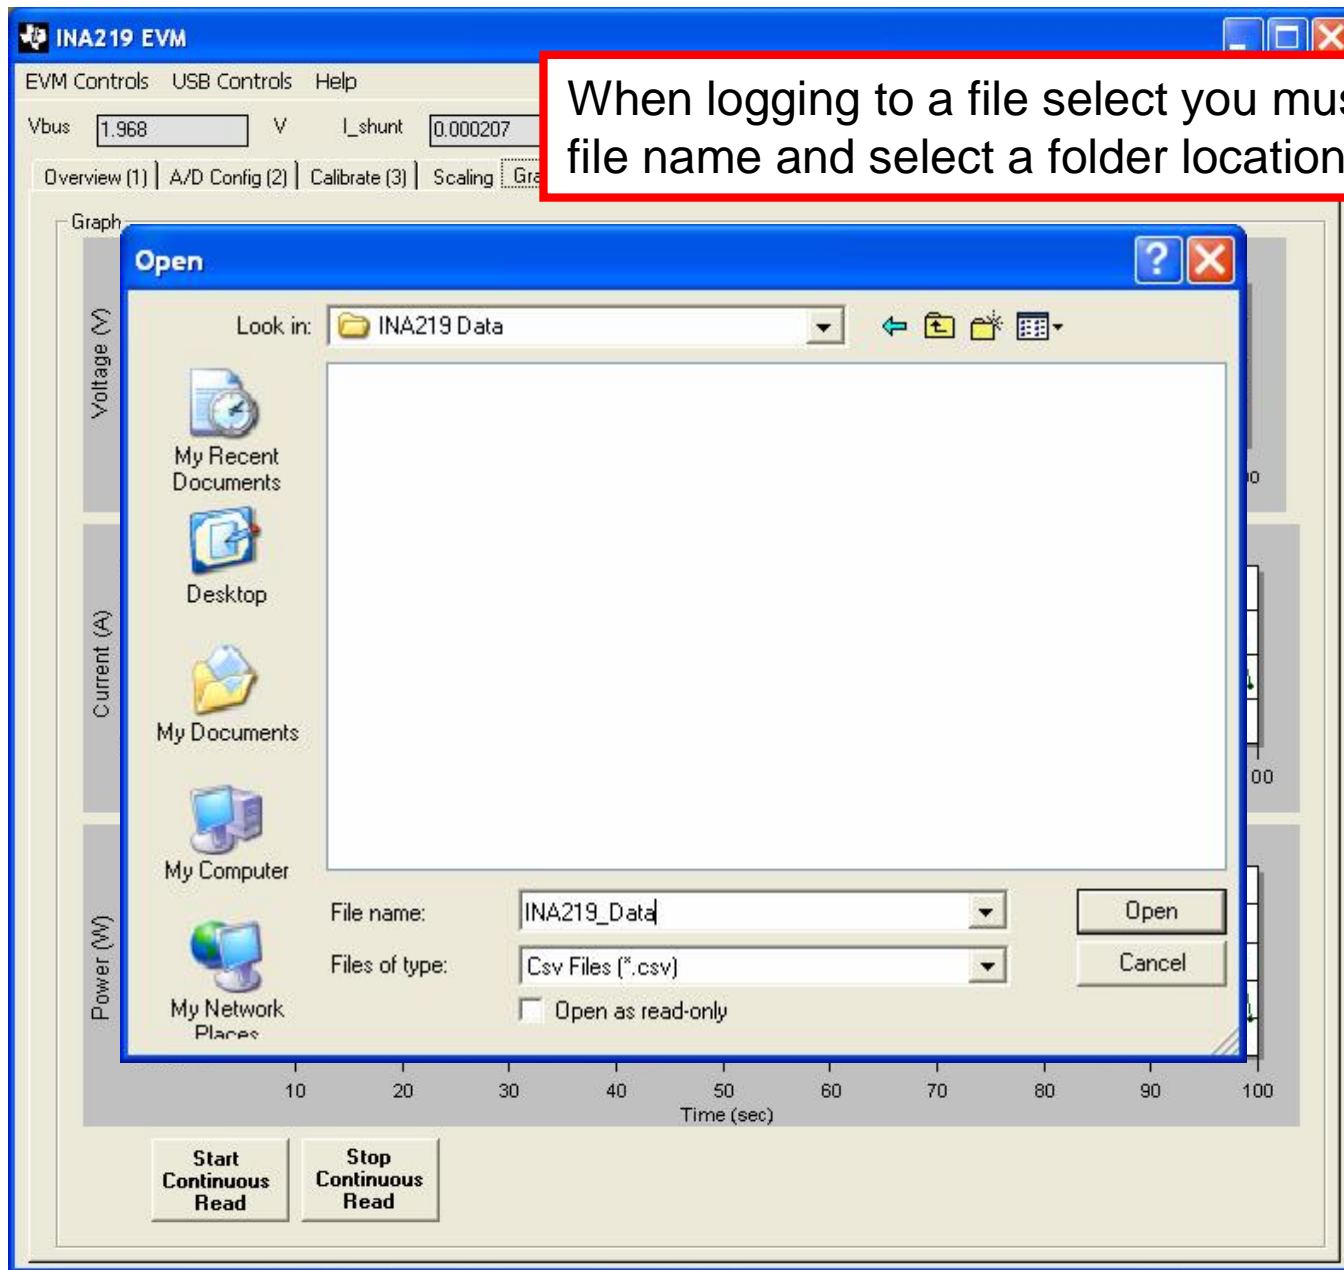 INA219 EVM
EVM Controls USB Controls Help
When logging to a file select you mus
file name and select a folder location
Vbus 1.968 V I_shunt 0.000207
Overview (1) A/D Config (2) Calibrate (3) Scaling Gra
Graph
Open
Look in: INA219 Data
My Recent
Documents
Desktop
My Documents
My Computer
My Network
Places
File name: INA219_Data Open
Files of type: Csv Files (*.csv) Cancel
Open as read-only
Voltage (V)
00
Current (A)
00
Power (W)
10 20 30 40 50 60 70 80 90 100
Time (sec)
Start
Continuous
Read
Stop
Continuous
Read